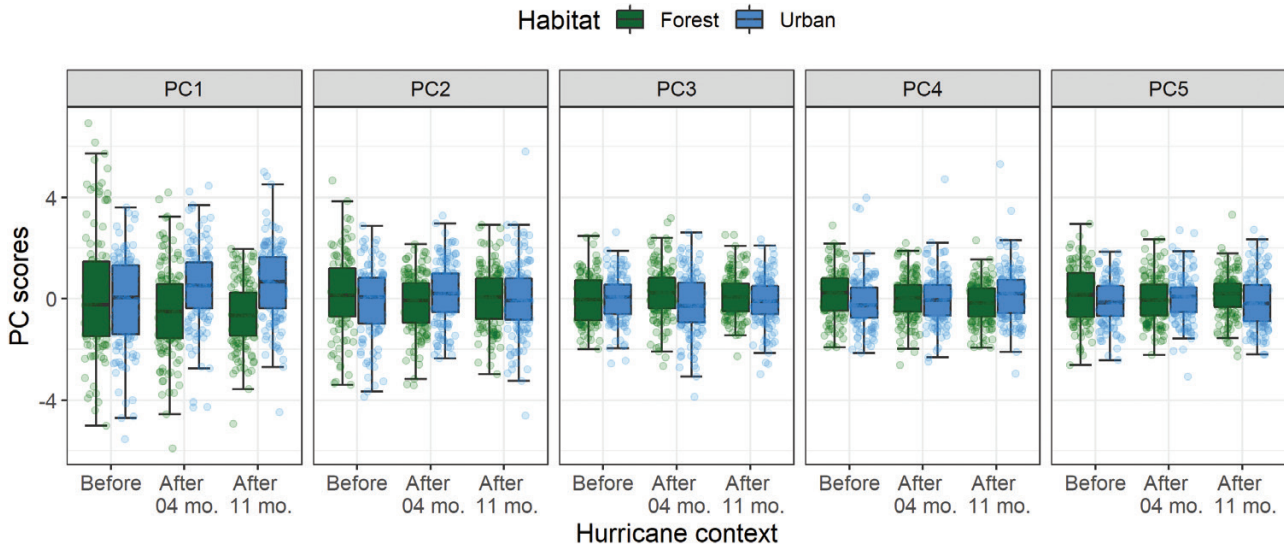 Habitat Forest Urban
PC1 PC2 PC3 PC4 PC5
PC scores
4
0
-4
Before After 04 mo. After 11 mo. Before After 04 mo. After 11 mo. Before After 04 mo. After 11 mo. Before After 04 mo. After 11 mo. Before After 04 mo. After 11 mo.
Hurricane context